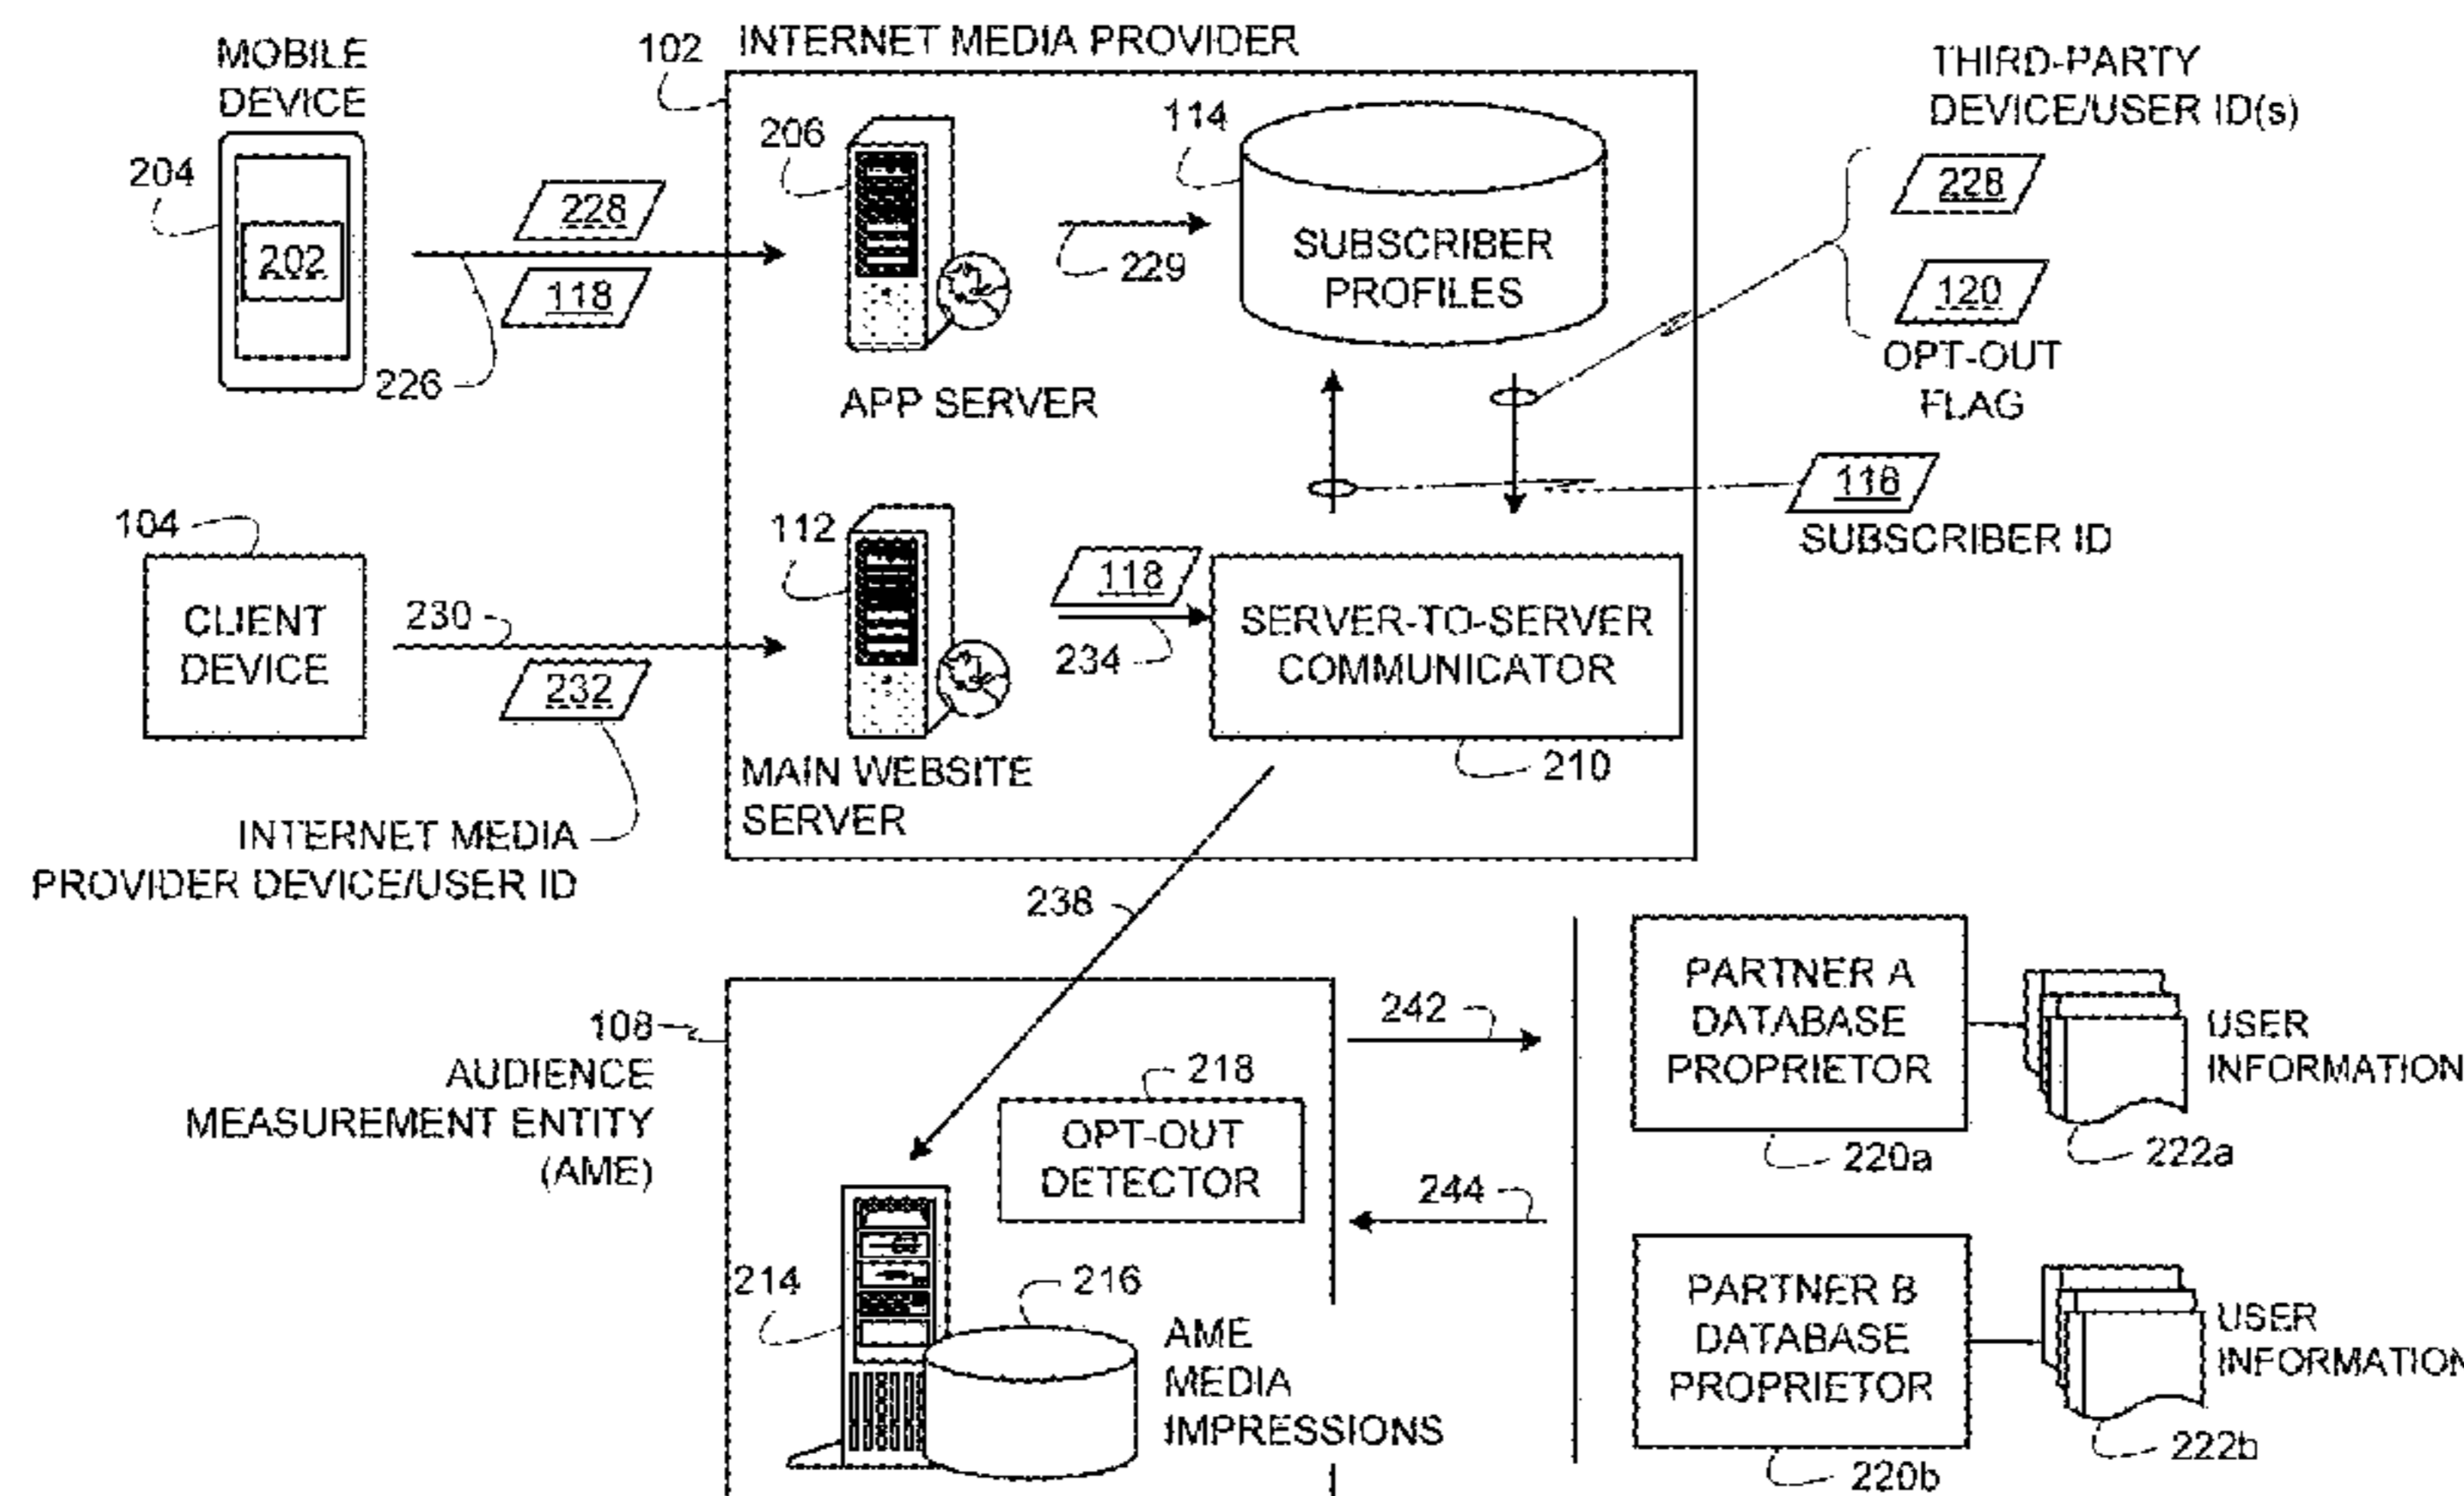 MOBILE
DEVICE
204
202
228
118
226
102
INTERNET MEDIA PROVIDER
206
APP SERVER
229
114
SUBSCRIBER
PROFILES
THIRD-PARTY
DEVICE/USER ID(s)
228
120
OPT-OUT
FLAG
118
SUBSCRIBER ID
104
CLIENT
DEVICE
230
232
INTERNET MEDIA
PROVIDER DEVICE/USER ID
112
MAIN WEBSITE
SERVER
118
234
SERVER-TO-SERVER
COMMUNICATOR
210
238
108
AUDIENCE
MEASUREMENT ENTITY
(AME)
218
OPT-OUT
DETECTOR
214
216
AME
MEDIA
IMPRESSIONS
242
244
PARTNER A
DATABASE
PROPRIETOR
220a
USER
INFORMATION
222a
PARTNER B
DATABASE
PROPRIETOR
220b
USER
INFORMATION
222b